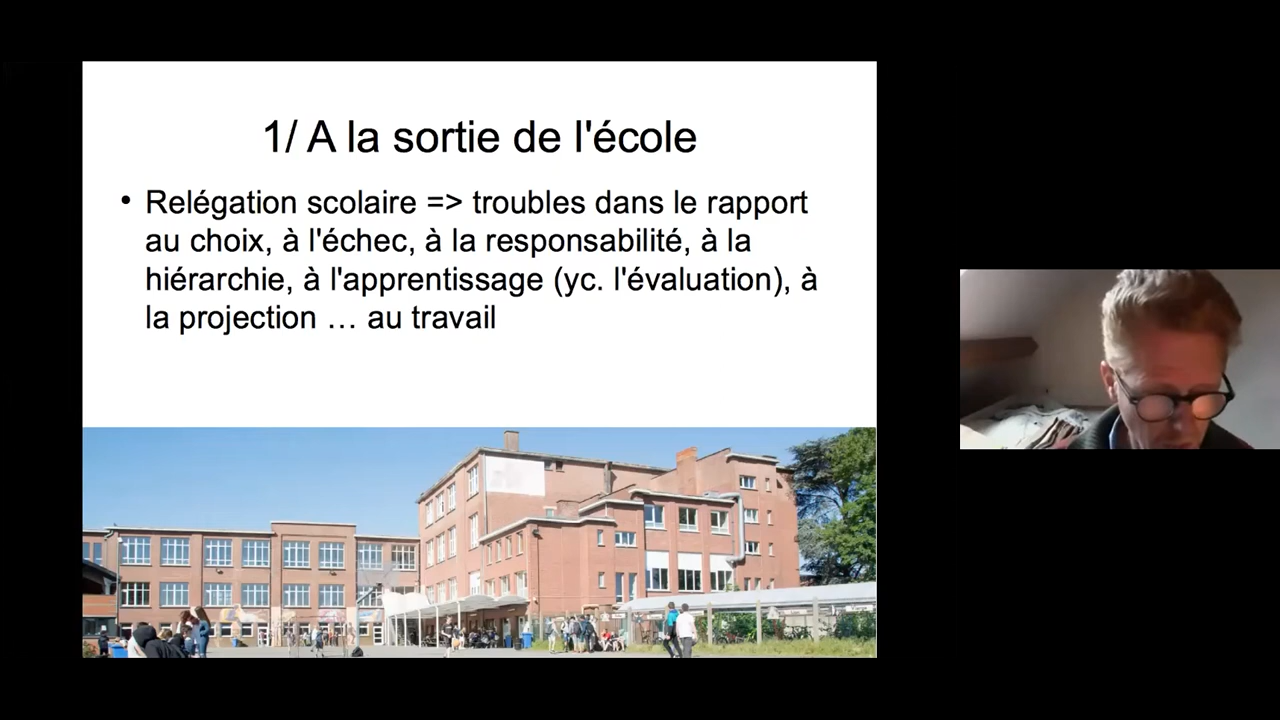 1/ A la sortie de l'école
• Relégation scolaire => troubles dans le rapport
au choix, à l'échec, à la responsabilité, à la
hiérarchie, à l'apprentissage (yc. l'évaluation), à
la projection … au travail